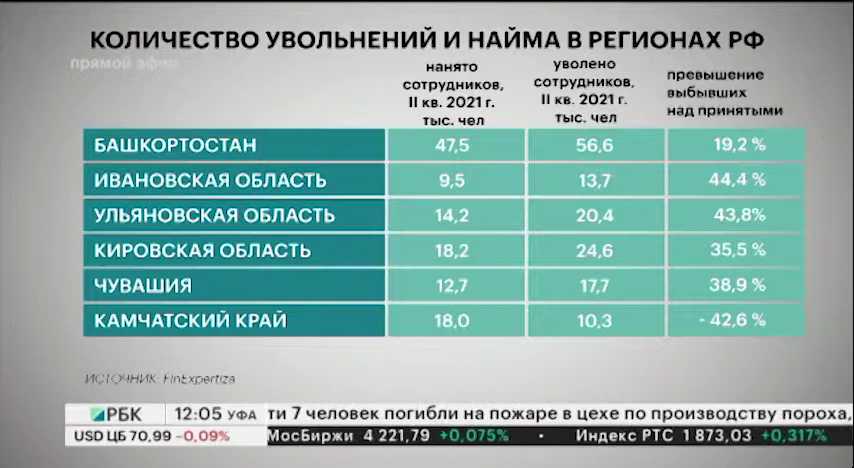 КОЛИЧЕСТВО УВОЛЬНЕНИЙ И НАЙМА В РЕГИОНАХ РФ
прямой эфир
нанято сотрудников, II кв. 2021 г. тыс. чел
уволено сотрудников, II кв. 2021 г. тыс. чел
превышение выбывших над принятыми
БАШКОРТОСТАН 47,5 56,6 19,2 %
ИВАНОВСКАЯ ОБЛАСТЬ 9,5 13,7 44,4 %
УЛЬЯНОВСКАЯ ОБЛАСТЬ 14,2 20,4 43,8%
КИРОВСКАЯ ОБЛАСТЬ 18,2 24,6 35,5 %
ЧУВАШИЯ 12,7 17,7 38,9 %
КАМЧАТСКИЙ КРАЙ 18,0 10,3 - 42,6 %
ИСТОЧНИК: FinExpertiza
РБК 12:05 УФА ти 7 человек погибли на пожаре в цехе по производству пороха,
USD ЦБ 70,99 -0,09% МосБиржи 4 221,79 +0,075% · Индекс РТС 1 873,03 +0,317%